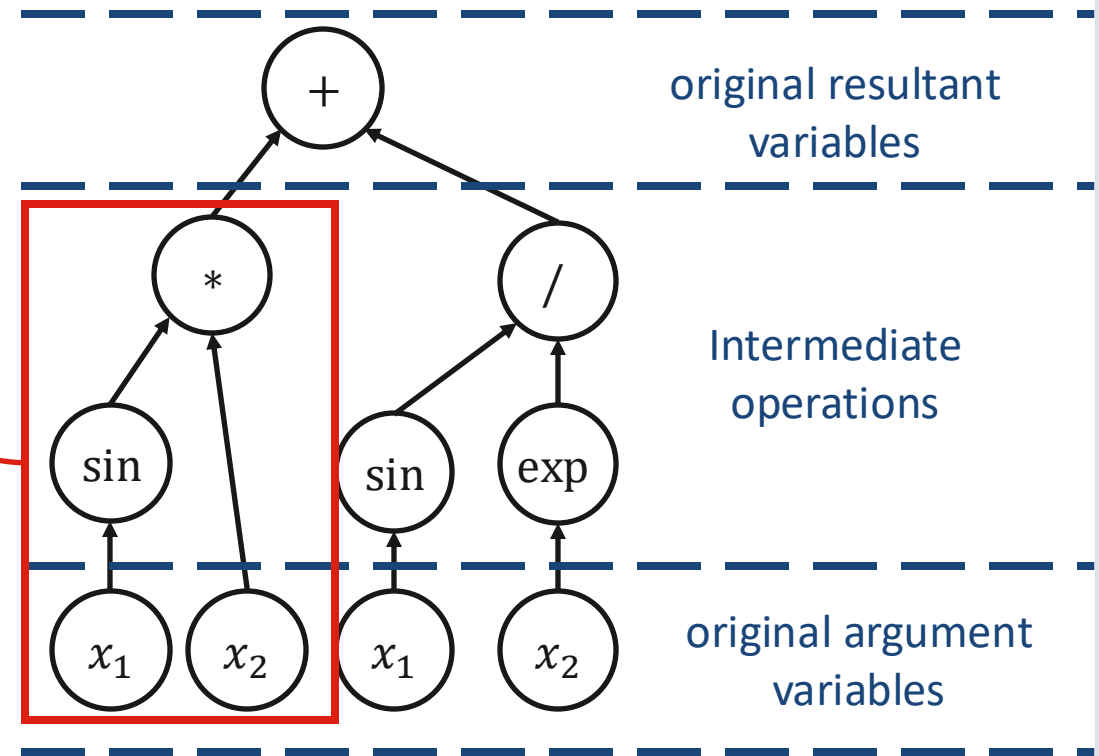 +
original resultant
variables
*
/
Intermediate
operations
sin
sin
exp
x₁
x₂
x₁
x₂
original argument
variables